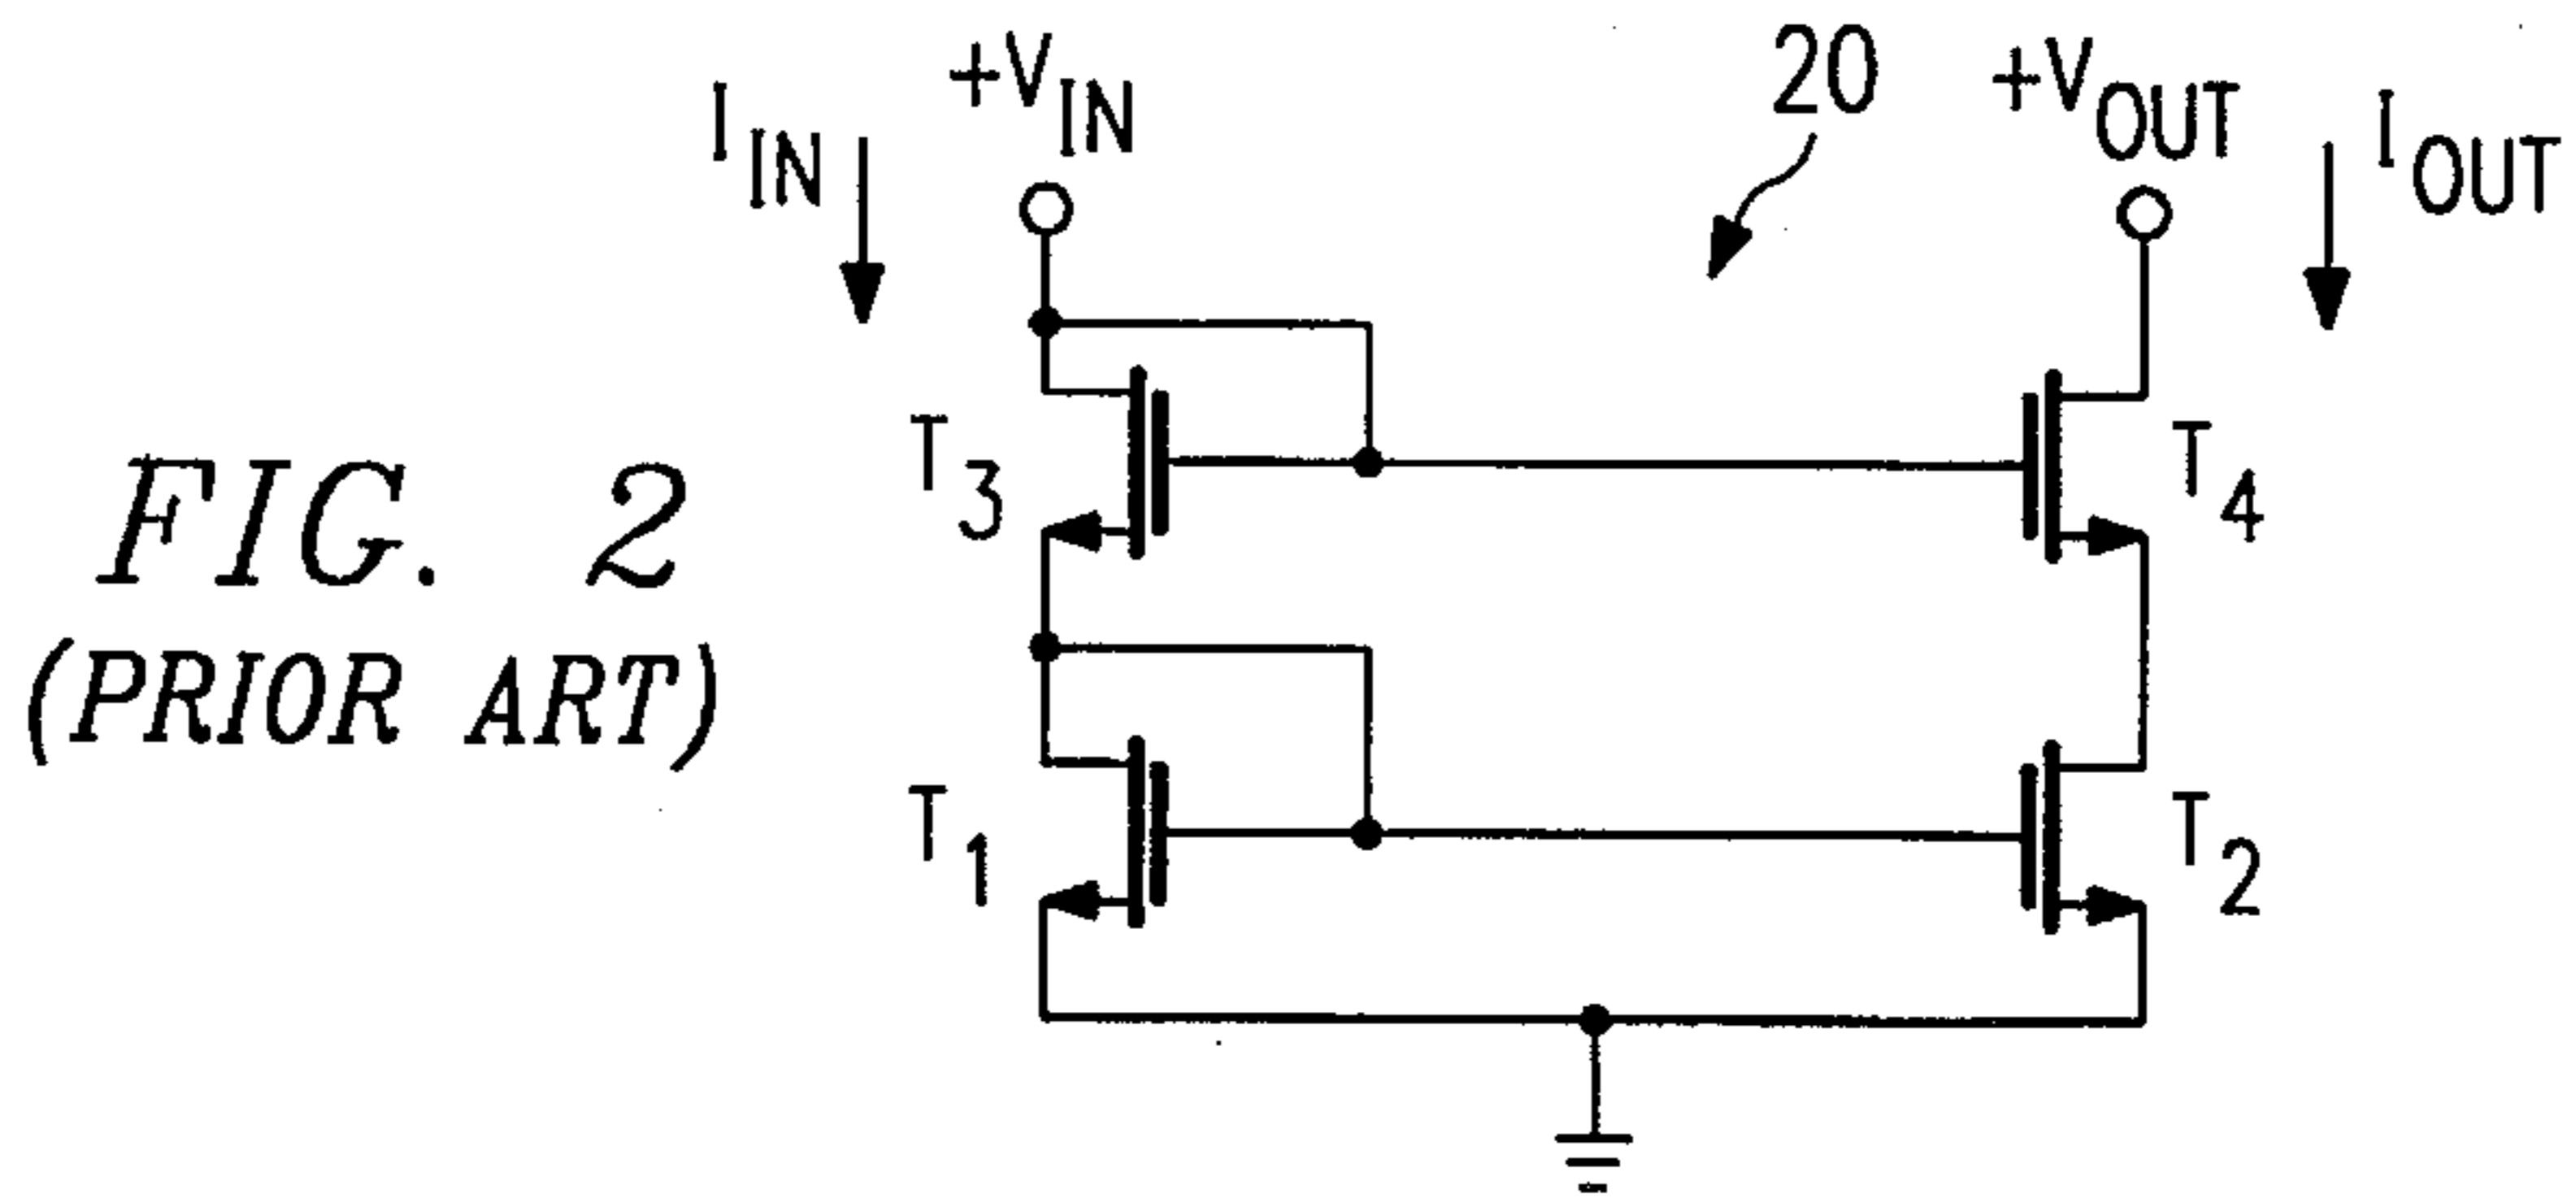 I IN
+V IN
20
+V OUT
I OUT
T 3
T 4
FIG. 2
(PRIOR ART)
T 1
T 2